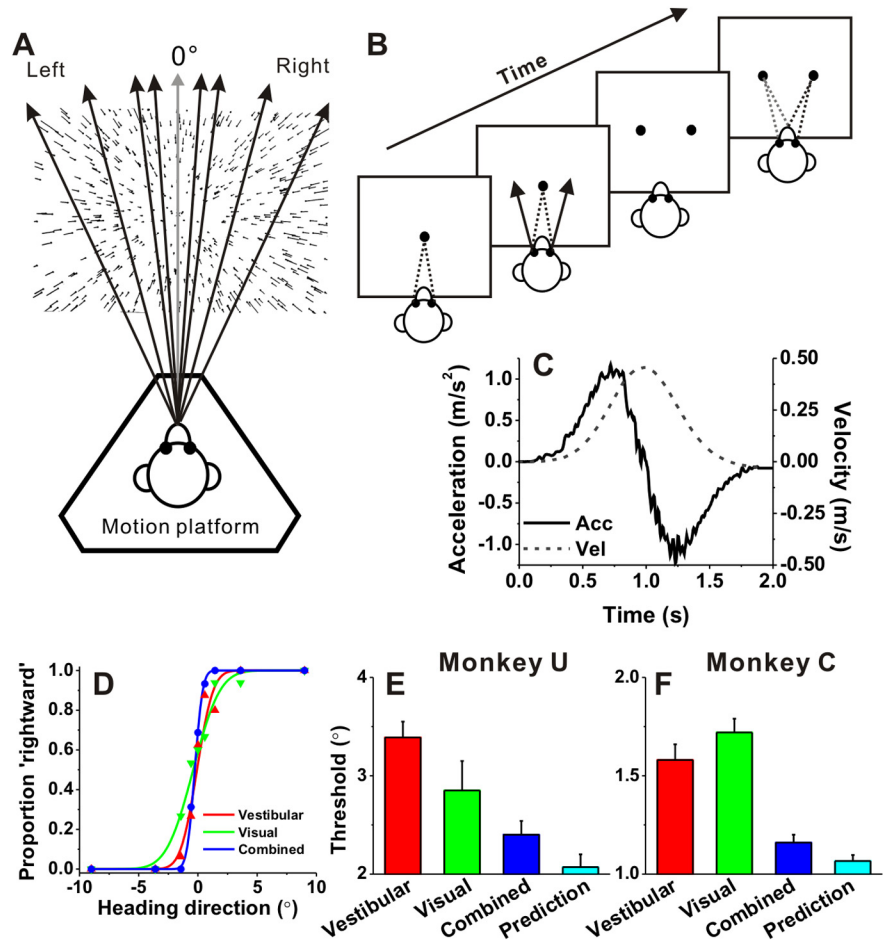 A
0°
Left
Right
Motion platform
B
Time
C
Acceleration (m/s²)
1.0
0.5
0.0
-0.5
-1.0
Acc
Vel
0.50
0.25
0.00
-0.25
-0.50
Velocity (m/s)
0.0 0.5 1.0 1.5 2.0
Time (s)
D
Proportion 'rightward'
1.0
0.8
0.6
0.4
0.2
0.0
Vestibular
Visual
Combined
-10 -5 0 5 10
Heading direction (°)
E
Monkey U
Threshold (°)
4
3
2
Vestibular
Visual
Combined
Prediction
F
Monkey C
2.0
1.5
1.0
Vestibular
Visual
Combined
Prediction